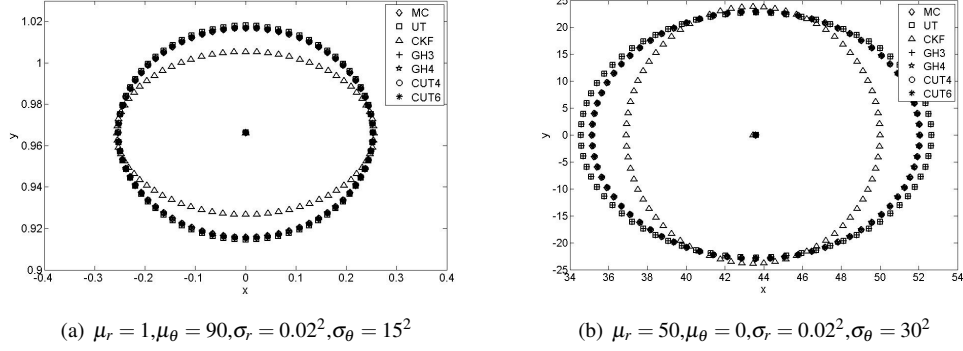 1.02
1
0.98
0.96
0.94
0.92
0.9
y
-0.4 -0.3 -0.2 -0.1 0 0.1 0.2 0.3 0.4
x
MC
UT
CKF
GH3
GH4
CUT4
CUT6
(a) μr = 1,μθ = 90,σr = 0.02²,σθ = 15²
25
20
15
10
5
0
-5
-10
-15
-20
-25
y
34 36 38 40 42 44 46 48 50 52 54
x
MC
UT
CKF
GH3
GH4
CUT4
CUT6
(b) μr = 50,μθ = 0,σr = 0.02²,σθ = 30²